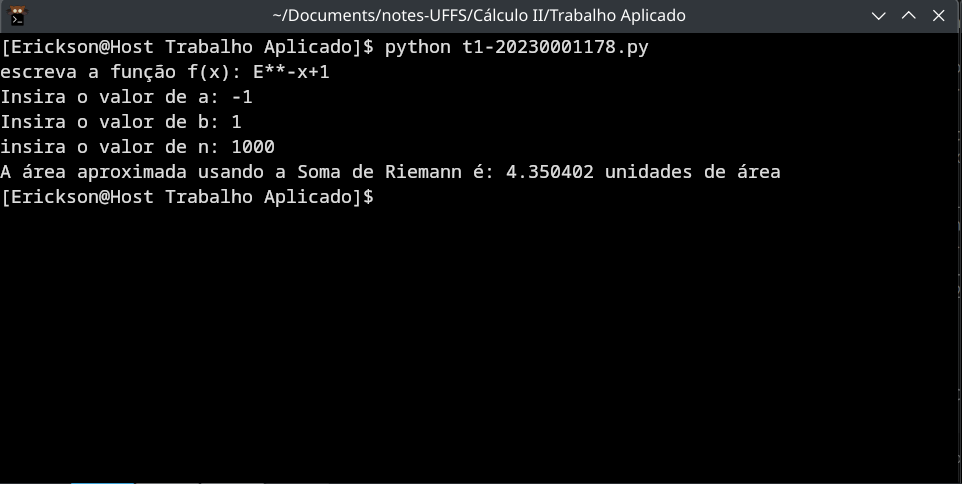 ~/Documents/notes-UFFS/Cálculo II/Trabalho Aplicado
[Erickson@Host Trabalho Aplicado]$ python t1-20230001178.py
escreva a função f(x): E**-x+1
Insira o valor de a: -1
Insira o valor de b: 1
insira o valor de n: 1000
A área aproximada usando a Soma de Riemann é: 4.350402 unidades de área
[Erickson@Host Trabalho Aplicado]$